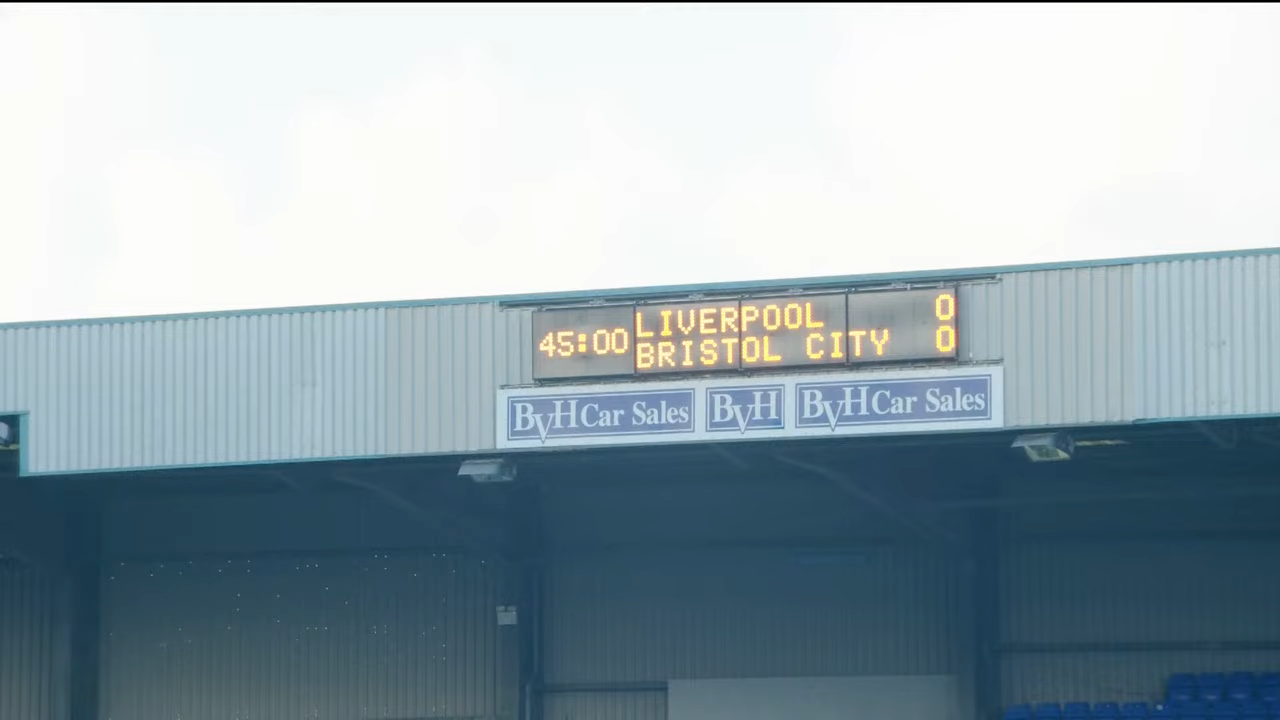 45:00
LIVERPOOL 0
BRISTOL CITY 0
BVH Car Sales
BVH
BVH Car Sales